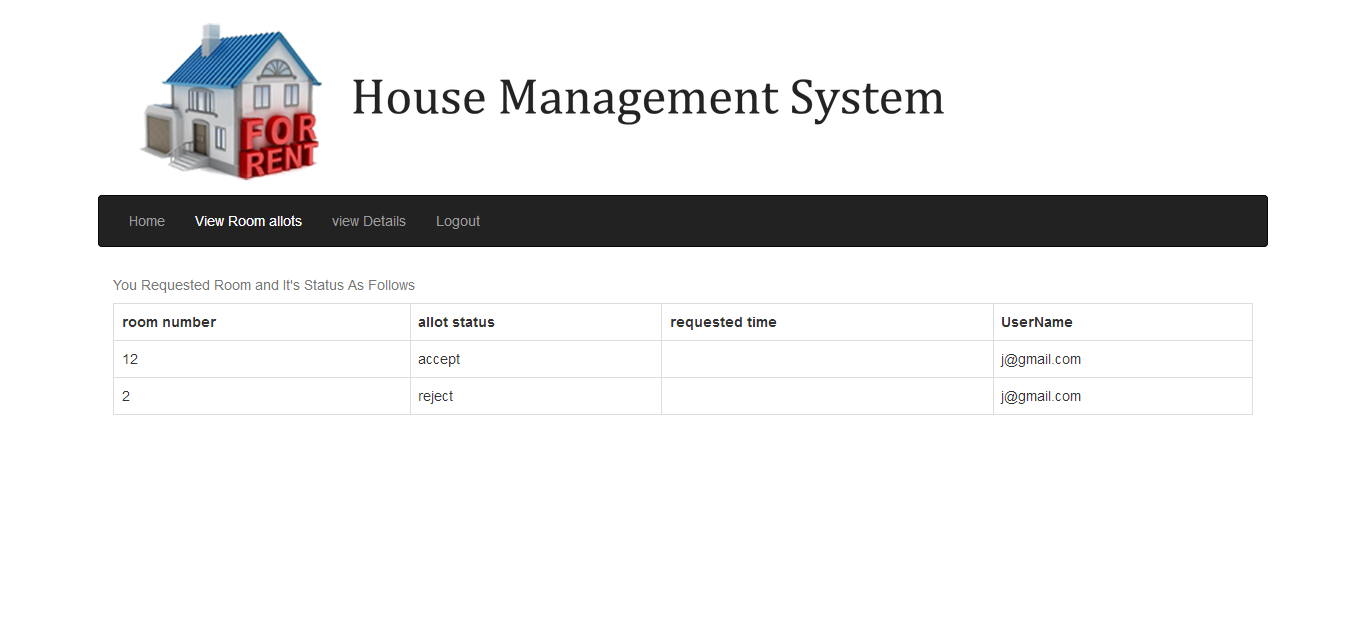 FOR
RENT
House Management System
Home View Room allots view Details Logout
You Requested Room and It's Status As Follows
room number allot status requested time UserName
12 accept j@gmail.com
2 reject j@gmail.com